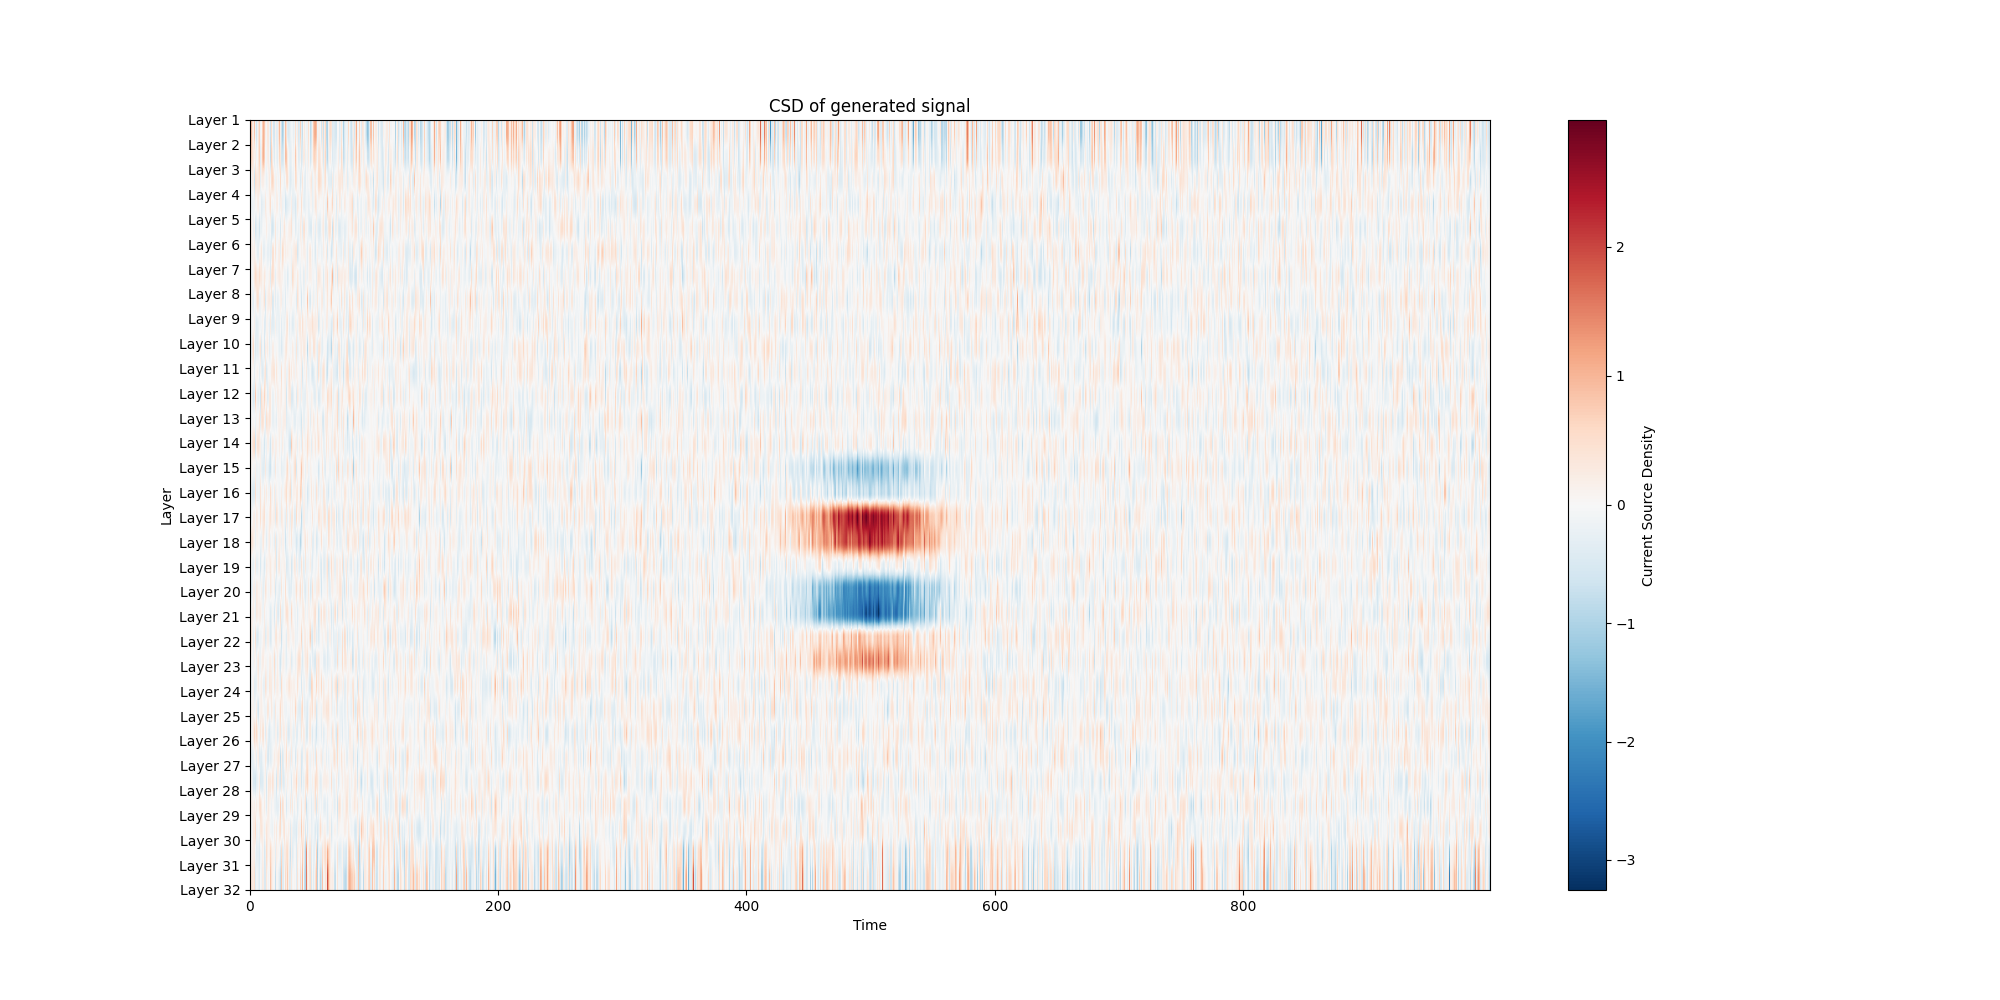 CSD of generated signal
Layer 1
Layer 2
Layer 3
Layer 4
Layer 5
Layer 6
Layer 7
Layer 8
Layer 9
Layer 10
Layer 11
Layer 12
Layer 13
Layer 14
Layer 15
Layer 16
Layer 17
Layer 18
Layer 19
Layer 20
Layer 21
Layer 22
Layer 23
Layer 24
Layer 25
Layer 26
Layer 27
Layer 28
Layer 29
Layer 30
Layer 31
Layer 32
Layer
0 200 400 600 800
Time
2
1
0
−1
−2
−3
Current Source Density